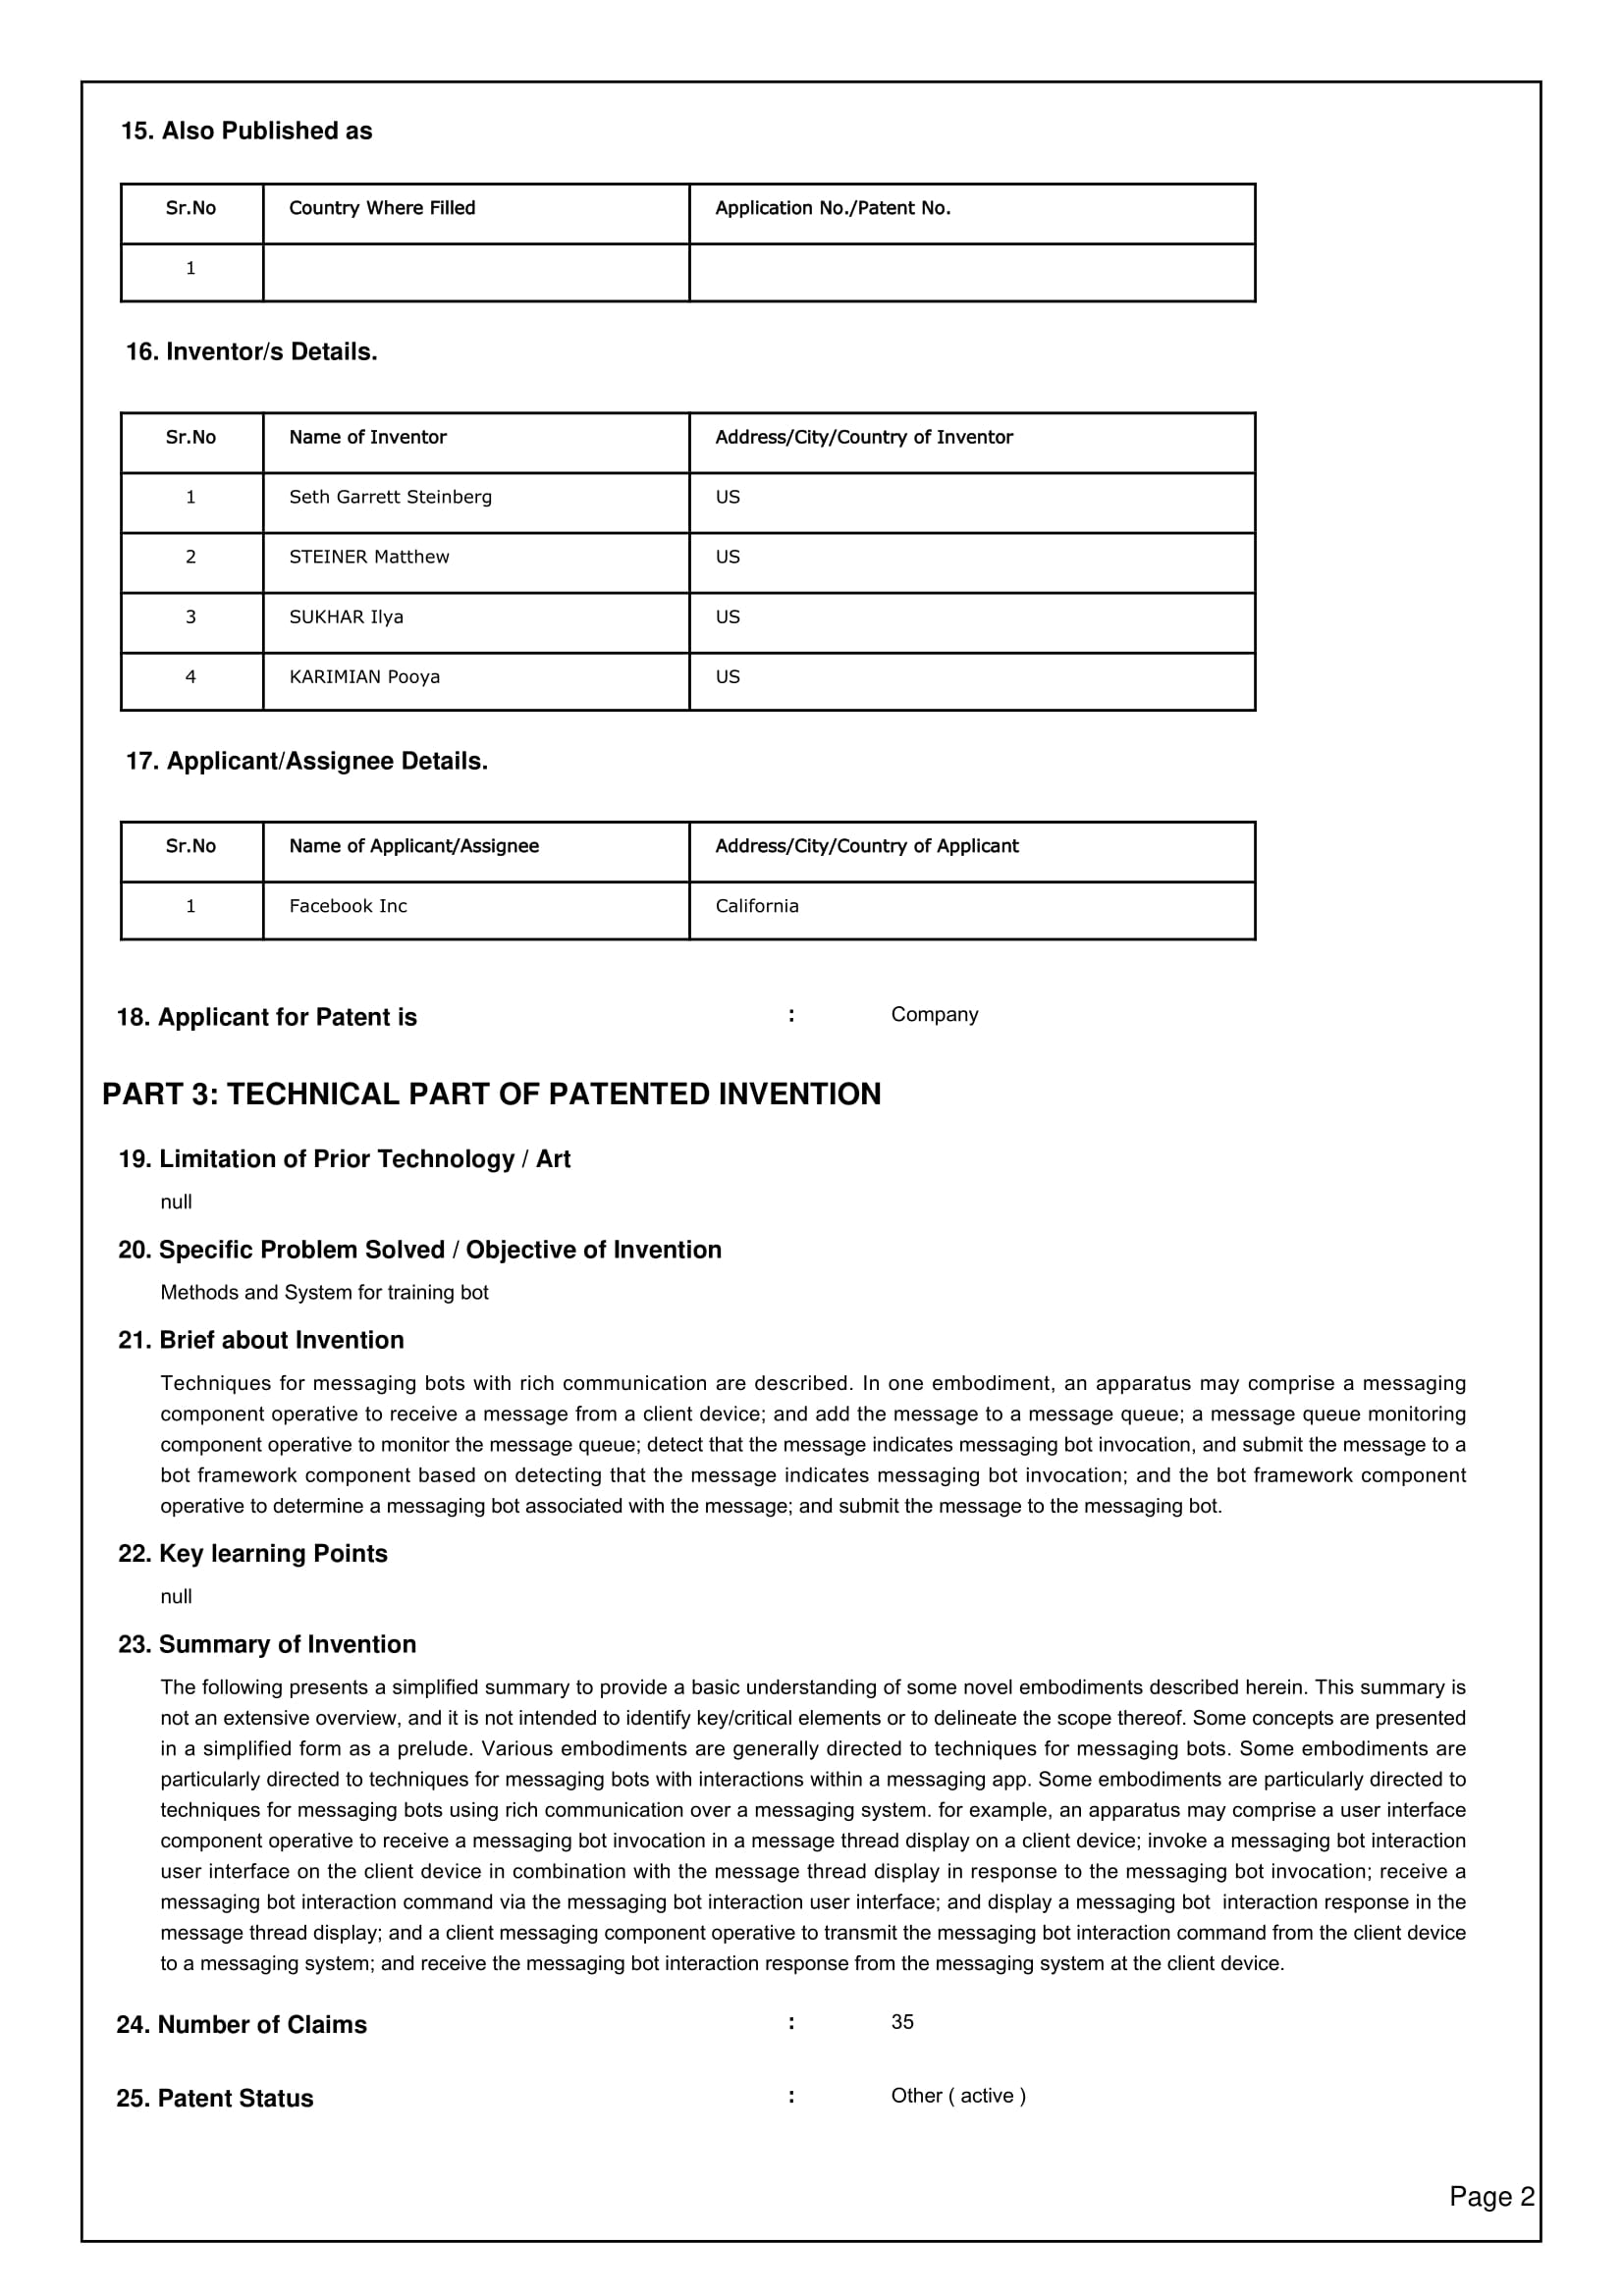 15. Also Published as
Sr.No Country Where Filled Application No./Patent No.
1
16. Inventor/s Details.
Sr.No Name of Inventor Address/City/Country of Inventor
1 Seth Garrett Steinberg US
2 STEINER Matthew US
3 SUKHAR Ilya US
4 KARIMIAN Pooya US
17. Applicant/Assignee Details.
Sr.No Name of Applicant/Assignee Address/City/Country of Applicant
1 Facebook Inc California
18. Applicant for Patent is : Company
PART 3: TECHNICAL PART OF PATENTED INVENTION
19. Limitation of Prior Technology / Art
null
20. Specific Problem Solved / Objective of Invention
Methods and System for training bot
21. Brief about Invention
Techniques for messaging bots with rich communication are described. In one embodiment, an apparatus may comprise a messaging
component operative to receive a message from a client device; and add the message to a message queue; a message queue monitoring
component operative to monitor the message queue; detect that the message indicates messaging bot invocation, and submit the message to a
bot framework component based on detecting that the message indicates messaging bot invocation; and the bot framework component
operative to determine a messaging bot associated with the message; and submit the message to the messaging bot.
22. Key learning Points
null
23. Summary of Invention
The following presents a simplified summary to provide a basic understanding of some novel embodiments described herein. This summary is
not an extensive overview, and it is not intended to identify key/critical elements or to delineate the scope thereof. Some concepts are presented
in a simplified form as a prelude. Various embodiments are generally directed to techniques for messaging bots. Some embodiments are
particularly directed to techniques for messaging bots with interactions within a messaging app. Some embodiments are particularly directed to
techniques for messaging bots using rich communication over a messaging system. for example, an apparatus may comprise a user interface
component operative to receive a messaging bot invocation in a message thread display on a client device; invoke a messaging bot interaction
user interface on the client device in combination with the message thread display in response to the messaging bot invocation; receive a
messaging bot interaction command via the messaging bot interaction user interface; and display a messaging bot  interaction response in the
message thread display; and a client messaging component operative to transmit the messaging bot interaction command from the client device
to a messaging system; and receive the messaging bot interaction response from the messaging system at the client device.
24. Number of Claims : 35
25. Patent Status : Other ( active )
Page 2